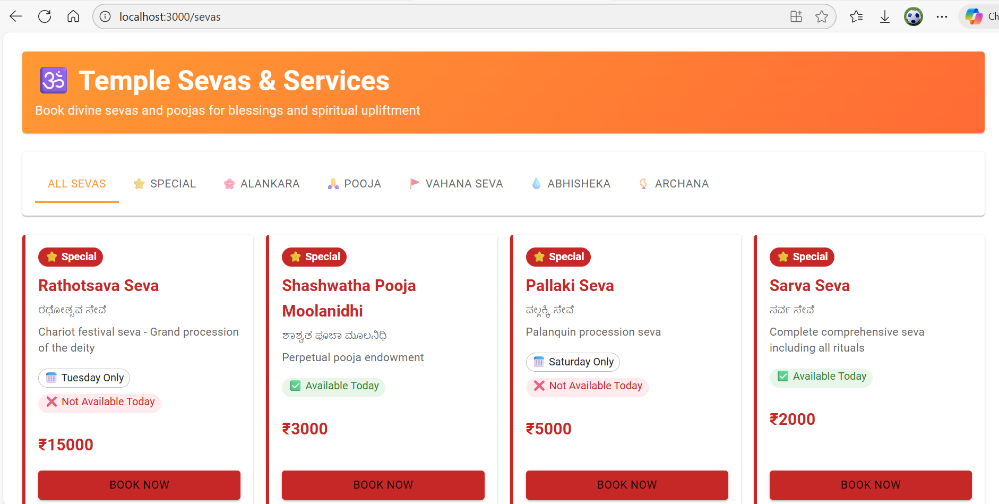 localhost:3000/sevas
Ch
🕉️ Temple Sevas & Services
Book divine sevas and poojas for blessings and spiritual upliftment
ALL SEVAS
⭐ SPECIAL
🌸 ALANKARA
🙏 POOJA
🚩 VAHANA SEVA
💧 ABHISHEKA
📿 ARCHANA
⭐ Special
Rathotsava Seva
ರಥೋತ್ಸವ ಸೇವೆ
Chariot festival seva - Grand procession
of the deity
Tuesday Only
❌ Not Available Today
₹15000
BOOK NOW
⭐ Special
Shashwatha Pooja
Moolanidhi
ಶಾಶ್ವತ ಪೂಜಾ ಮೂಲನಿಧಿ
Perpetual pooja endowment
✅ Available Today
₹3000
BOOK NOW
⭐ Special
Pallaki Seva
ಪಲ್ಲಕ್ಕಿ ಸೇವೆ
Palanquin procession seva
Saturday Only
❌ Not Available Today
₹5000
BOOK NOW
⭐ Special
Sarva Seva
ಸರ್ವ ಸೇವೆ
Complete comprehensive seva
including all rituals
✅ Available Today
₹2000
BOOK NOW